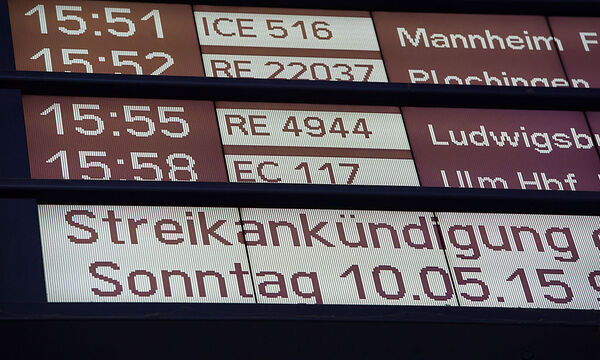 15:51 ICE 516 Mannheim F
15:52 RE 22037 Plochingen
15:55 RE 4944 Ludwigsbu
15:58 EC 117 Ulm Hbf
Streikankündigung
Sonntag 10.05.15